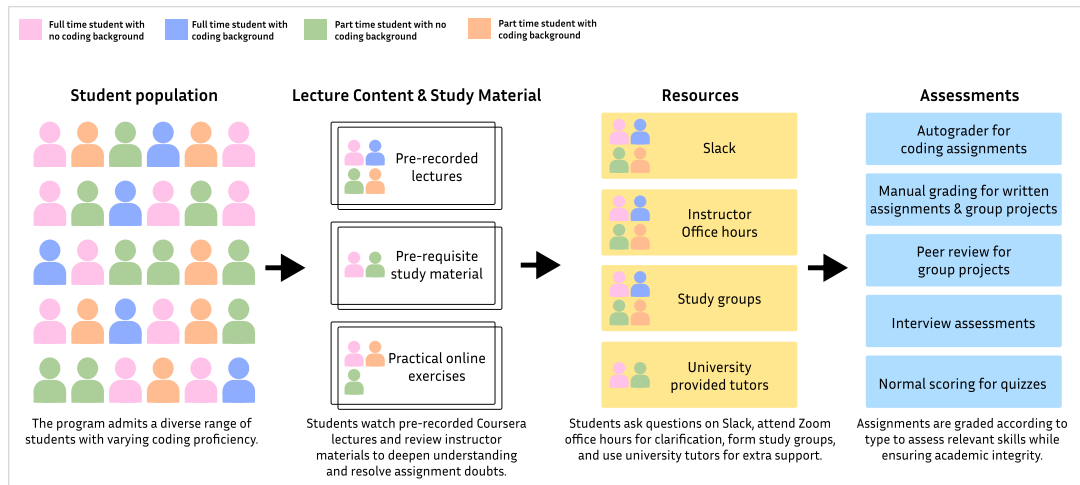 Full time student with
no coding background
Full time student with
coding background
Part time student with no
coding background
Part time student with
coding background
Student population
The program admits a diverse range of
students with varying coding proficiency.
Lecture Content & Study Material
Pre-recorded
lectures
Pre-requisite
study material
Practical online
exercises
Students watch pre-recorded Coursera
lectures and review instructor
materials to deepen understanding
and resolve assignment doubts.
Resources
Slack
Instructor
Office hours
Study groups
University
provided tutors
Students ask questions on Slack, attend Zoom
office hours for clarification, form study groups,
and use university tutors for extra support.
Assessments
Autograder for
coding assignments
Manual grading for written
assignments & group projects
Peer review for
group projects
Interview assessments
Normal scoring for quizzes
Assignments are graded according to
type to assess relevant skills while
ensuring academic integrity.